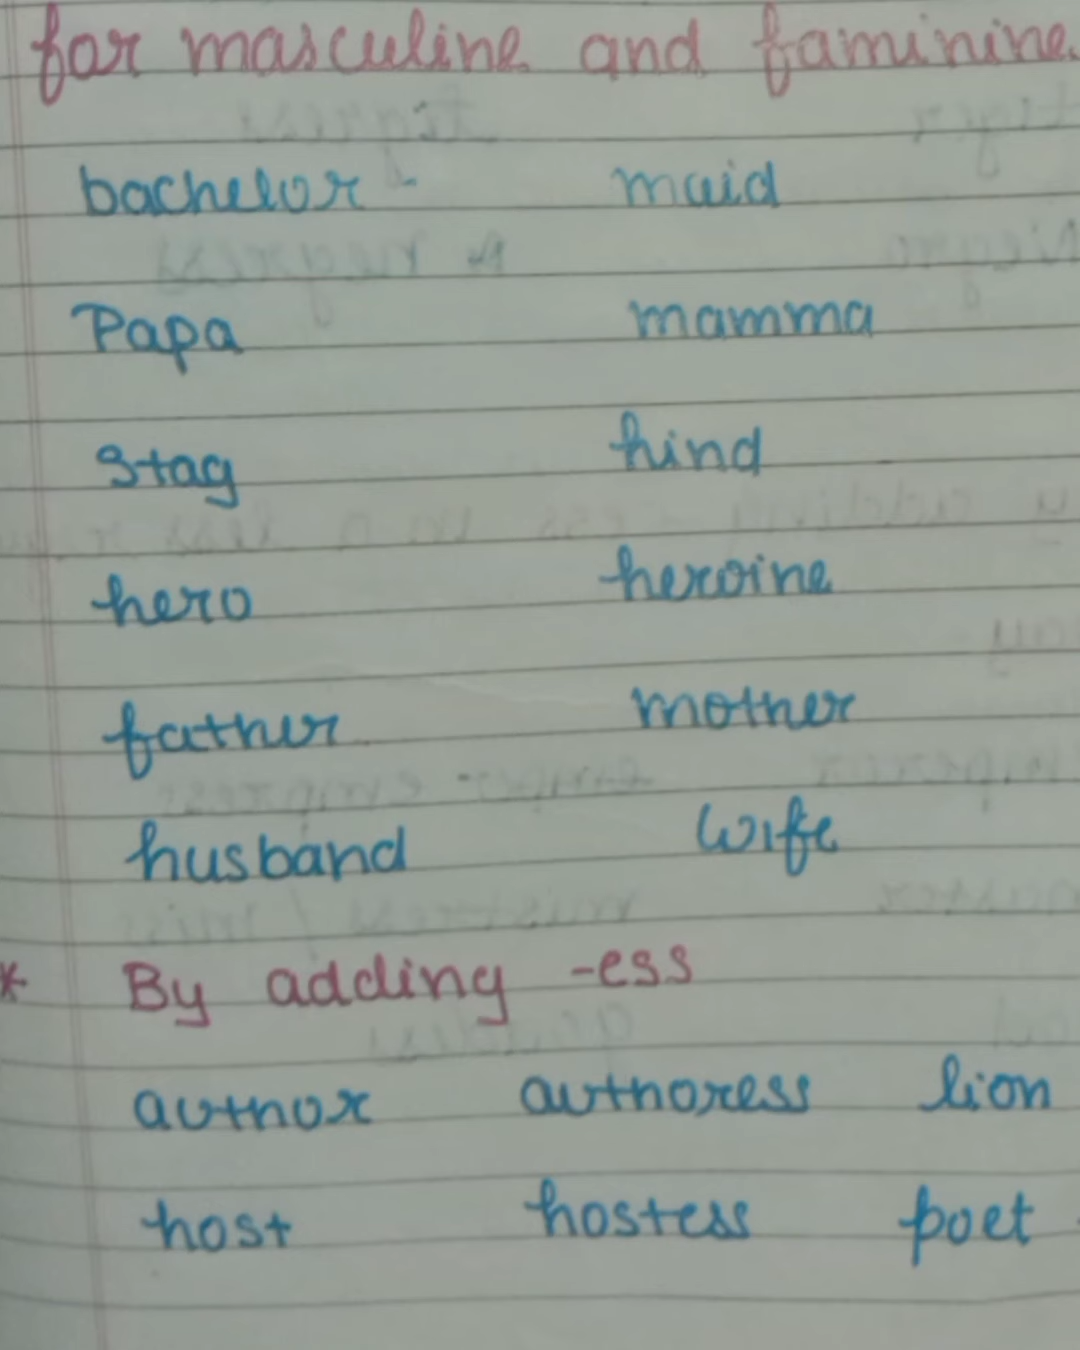 for masculine and faminine.
bachelor - maid
Papa mamma
Stag hind
hero heroine
father mother
husband wife
* By adding -ess
author authoress lion
host hostess poet